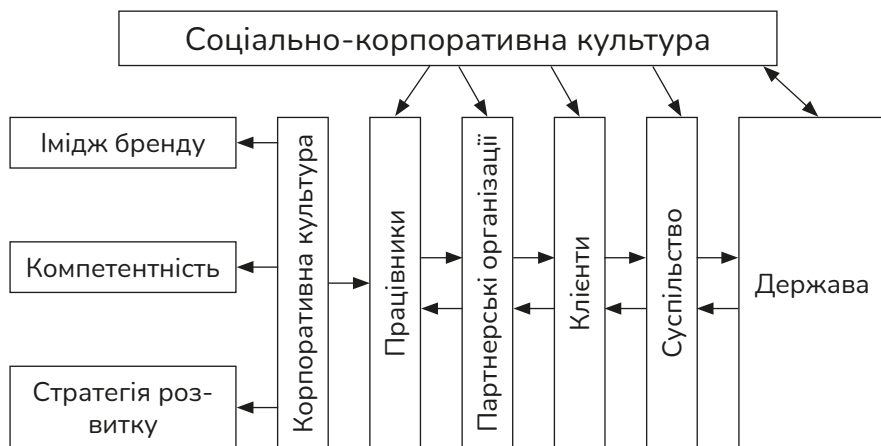 Соціально-корпоративна культура
Імідж бренду
Компетентність
Стратегія роз-
витку
Корпоративна культура
Працівники
Партнерські організації
Клієнти
Суспільство
Держава